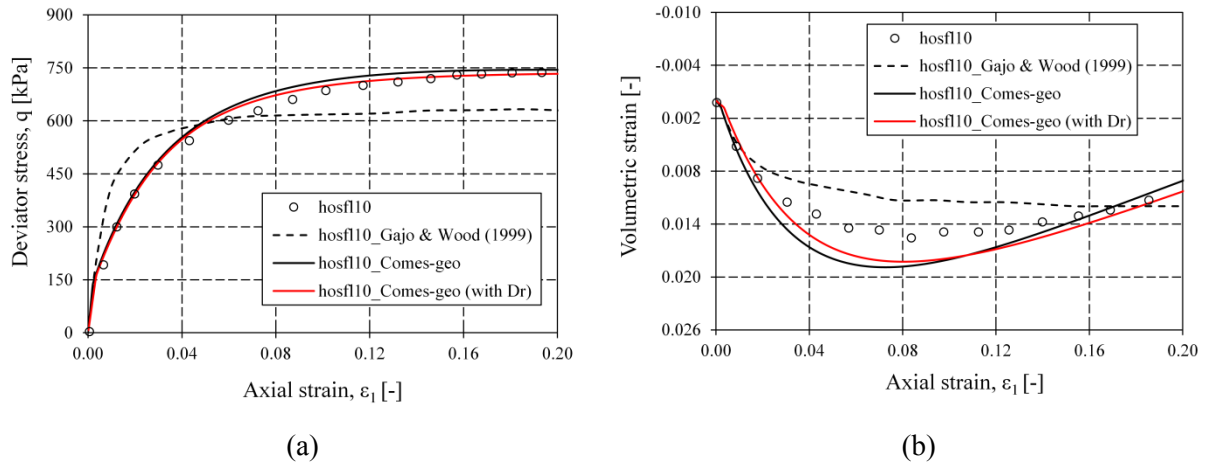 900
750
600
450
300
150
0
0.00 0.04 0.08 0.12 0.16 0.20
Deviator stress, q [kPa]
Axial strain, ε1 [-]
hosfl10
hosfl10_Gajo & Wood (1999)
hosfl10_Comes-geo
hosfl10_Comes-geo (with Dr)
(a)
-0.010
-0.004
0.002
0.008
0.014
0.020
0.026
0.00 0.04 0.08 0.12 0.16 0.20
Volumetric strain [-]
Axial strain, ε1 [-]
hosfl10
hosfl10_Gajo & Wood (1999)
hosfl10_Comes-geo
hosfl10_Comes-geo (with Dr)
(b)